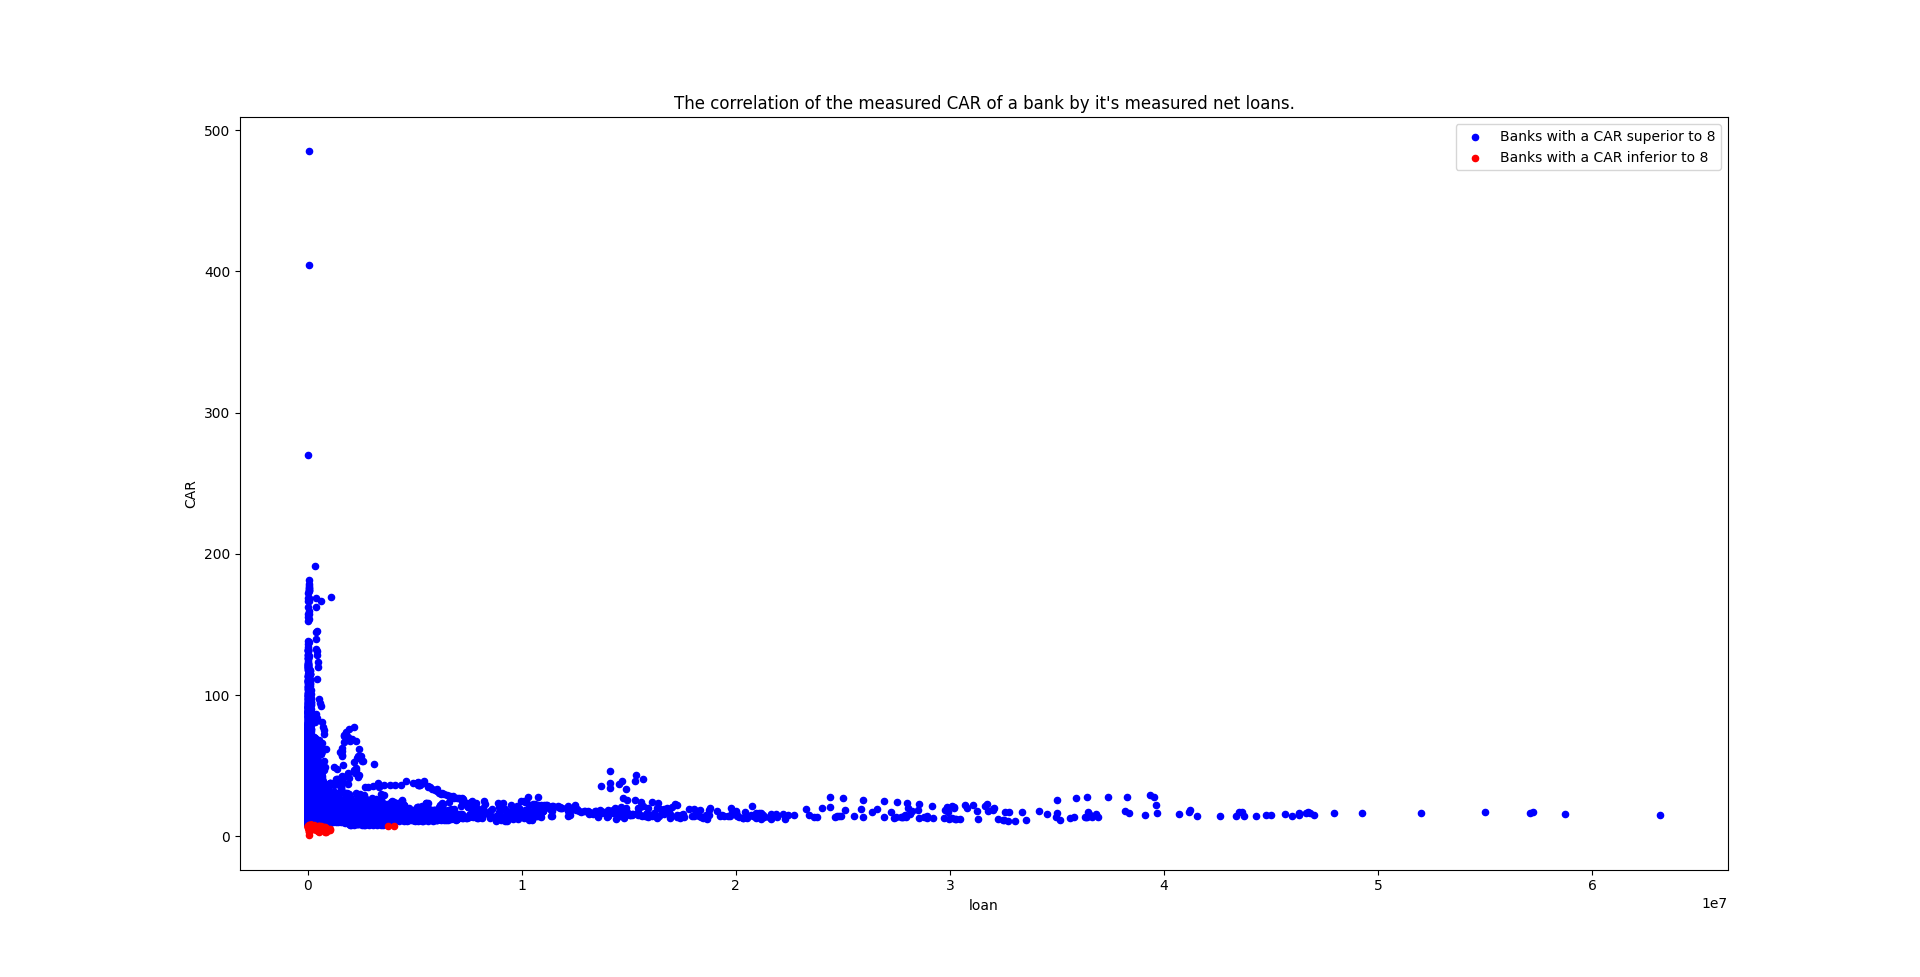 The correlation of the measured CAR of a bank by it's measured net loans.
Banks with a CAR superior to 8
Banks with a CAR inferior to 8
500
400
300
200
100
0
CAR
0 1 2 3 4 5 6
1e7
loan